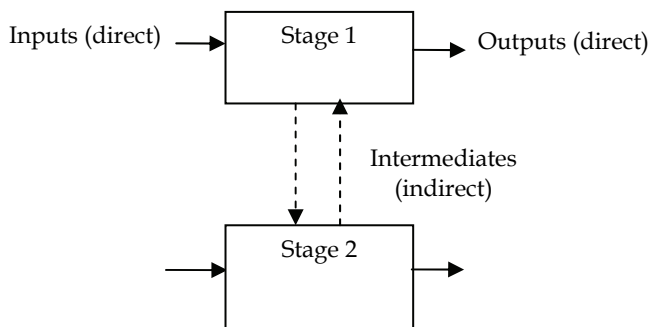 Stage 1
Inputs (direct)
Outputs (direct)
Intermediates
(indirect)
Stage 2